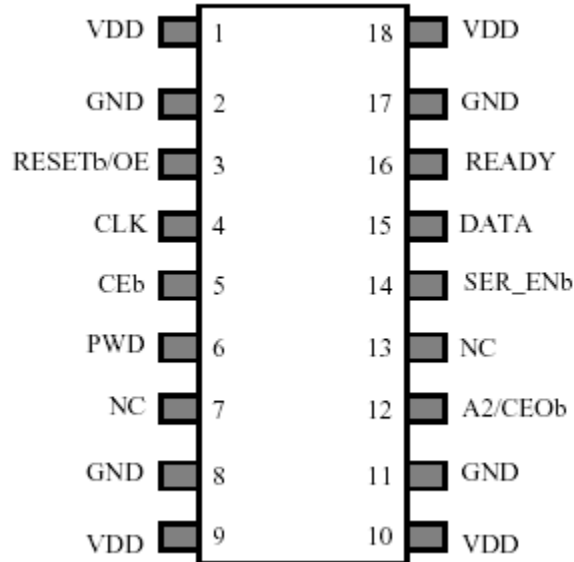 VDD 1 18 VDD
GND 2 17 GND
RESETb/OE 3 16 READY
CLK 4 15 DATA
CEb 5 14 SER_ENb
PWD 6 13 NC
NC 7 12 A2/CEOb
GND 8 11 GND
VDD 9 10 VDD